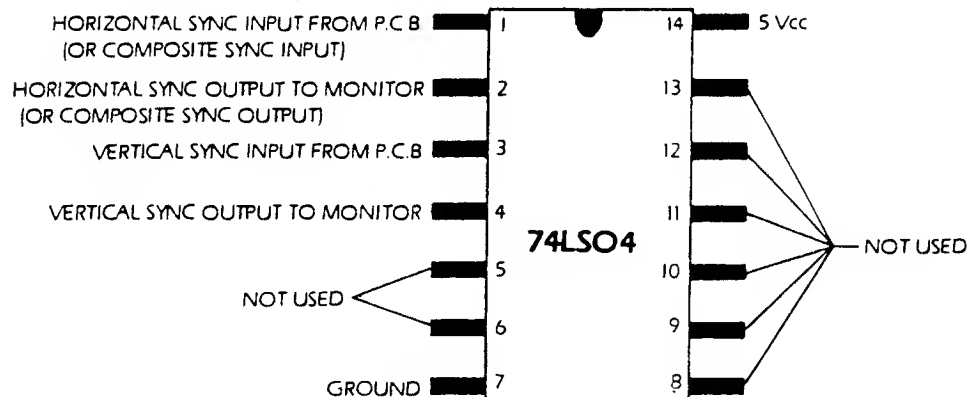 HORIZONTAL SYNC INPUT FROM P.C.B 1
(OR COMPOSITE SYNC INPUT)
HORIZONTAL SYNC OUTPUT TO MONITOR 2
(OR COMPOSITE SYNC OUTPUT)
VERTICAL SYNC INPUT FROM P.C.B 3
VERTICAL SYNC OUTPUT TO MONITOR 4
5
NOT USED
6
GROUND 7
74LSO4
14 5 Vcc
13
12
11
NOT USED
10
9
8